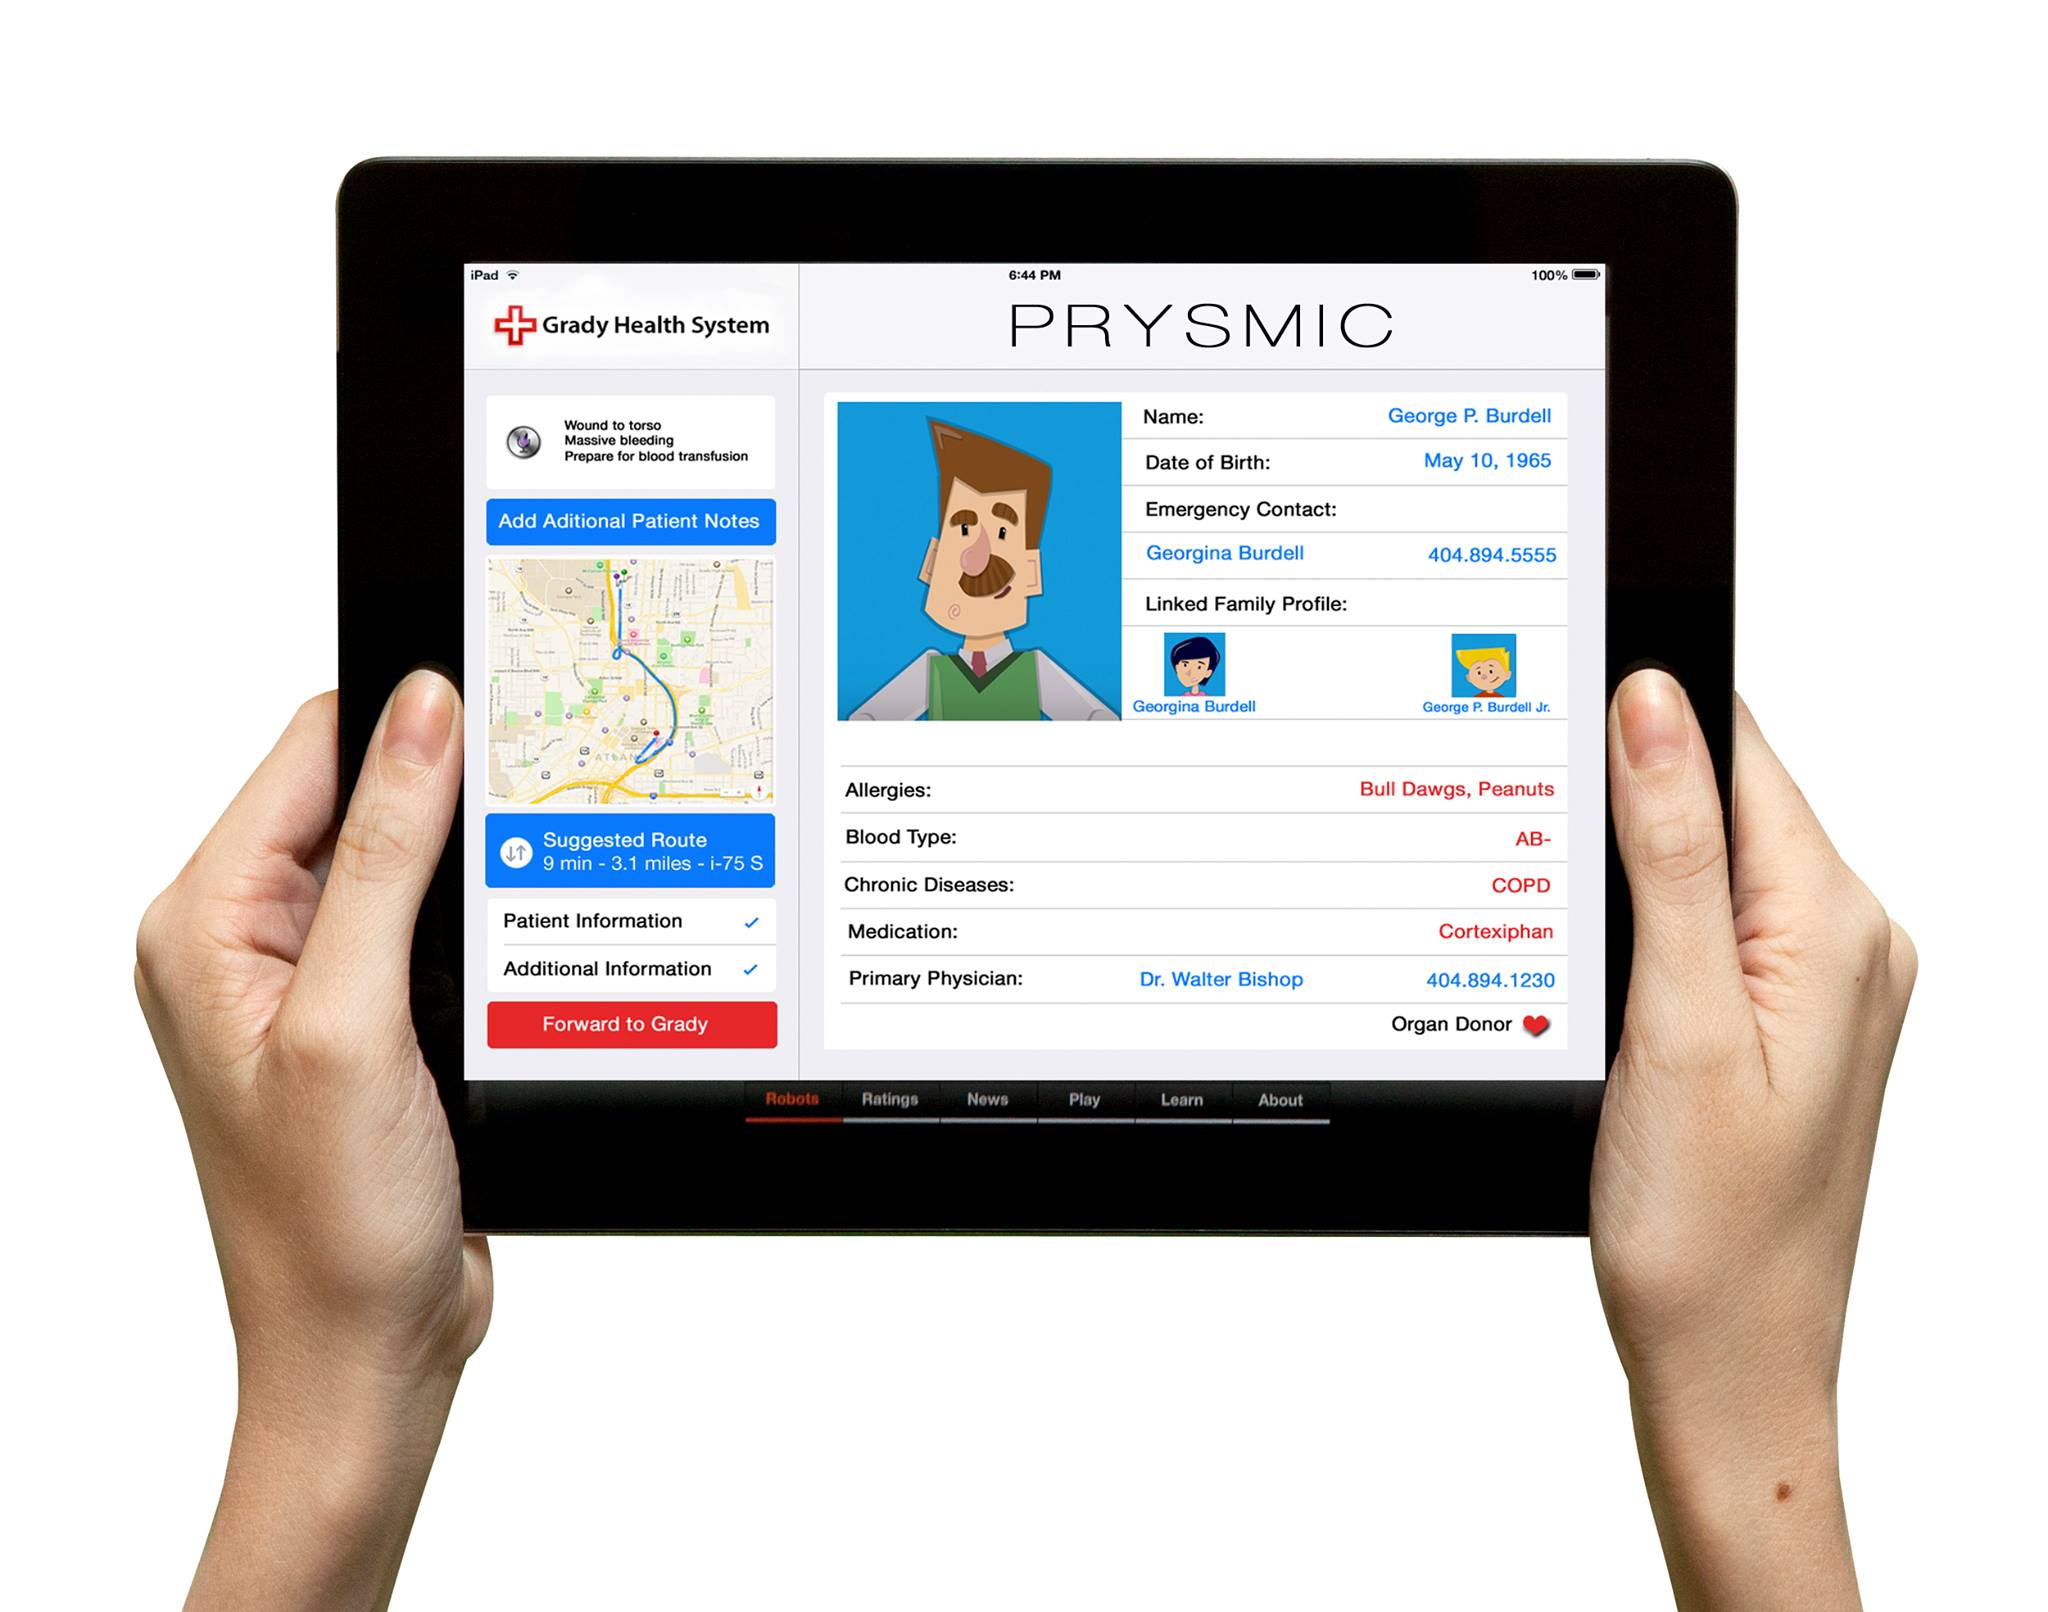 iPad
6:44 PM
100%
Grady Health System
PRYSMIC
Wound to torso
Massive bleeding
Prepare for blood transfusion
Add Aditional Patient Notes
ATLAN
Suggested Route
9 min - 3.1 miles - i-75 S
Patient Information
Additional Information
Forward to Grady
Name: George P. Burdell
Date of Birth: May 10, 1965
Emergency Contact:
Georgina Burdell 404.894.5555
Linked Family Profile:
Georgina Burdell George P. Burdell Jr.
Allergies: Bull Dawgs, Peanuts
Blood Type: AB-
Chronic Diseases: COPD
Medication: Cortexiphan
Primary Physician: Dr. Walter Bishop 404.894.1230
Organ Donor
Robots Ratings News Play Learn About